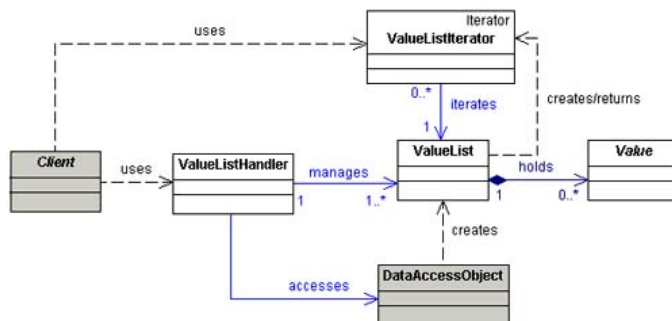 Iterator
ValueListIterator
uses
0..*
iterates
creates/returns
1
Client
uses
ValueListHandler
manages
1
1..*
ValueList
holds
1
0..*
Value
creates
accesses
DataAccessObject